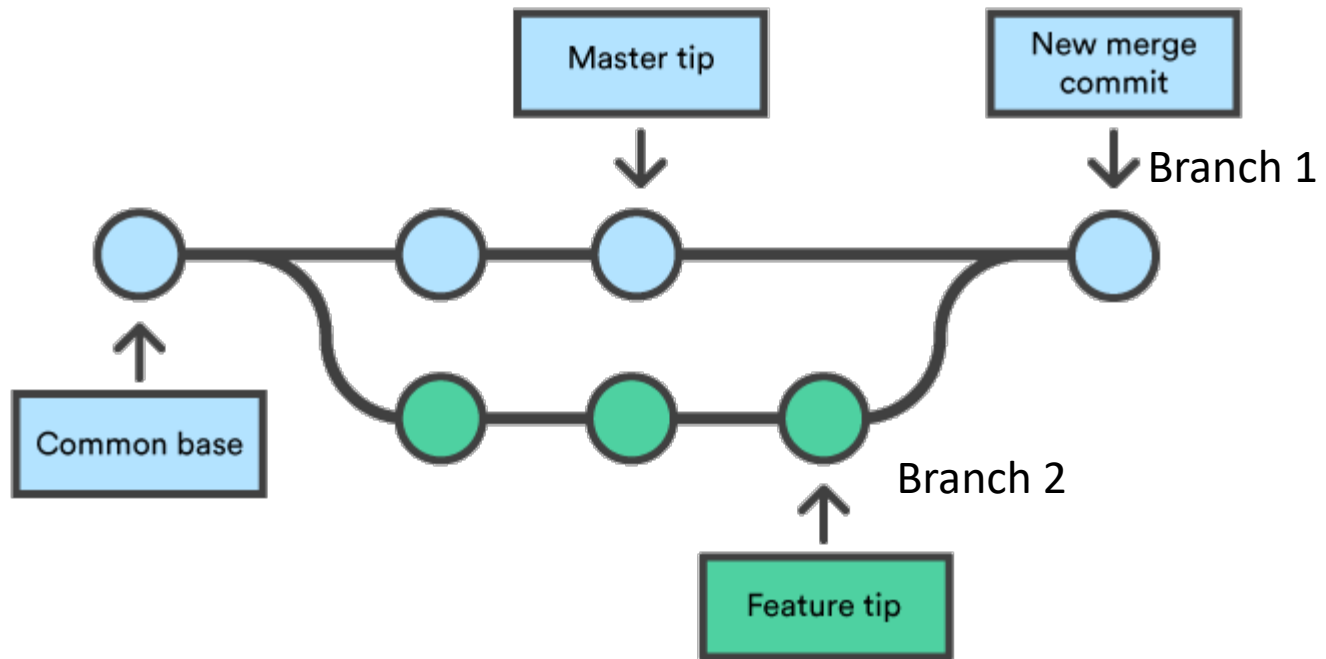 Master tip
New merge
commit
Branch 1
Common base
Branch 2
Feature tip